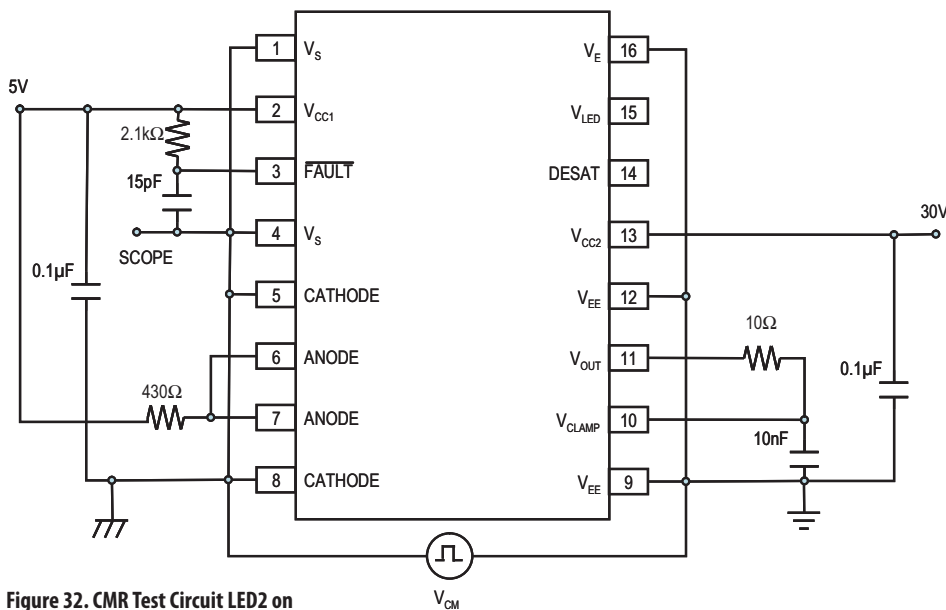 5V
2.1kΩ
15pF
SCOPE
0.1µF
430Ω
1 V_S
2 V_CC1
3 FAULT
4 V_S
5 CATHODE
6 ANODE
7 ANODE
8 CATHODE
V_E 16
V_LED 15
DESAT 14
V_CC2 13
V_EE 12
V_OUT 11
V_CLAMP 10
V_EE 9
30V
10Ω
0.1µF
10nF
V_CM
Figure 32. CMR Test Circuit LED2 on